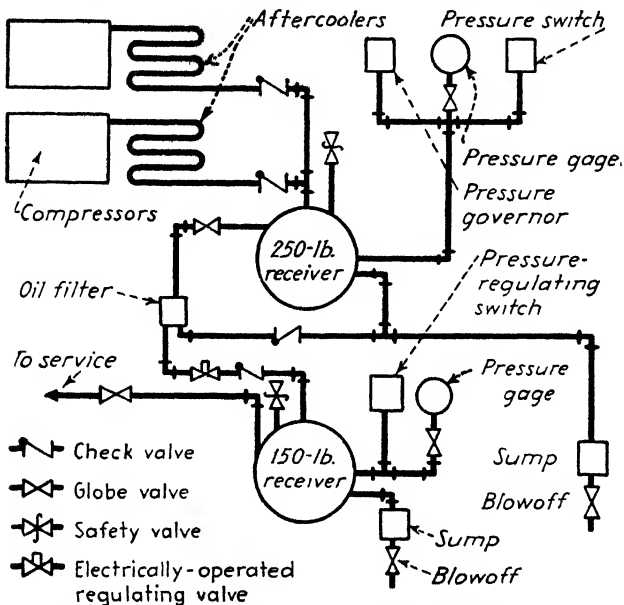 Aftercoolers
Pressure switch
Compressors
Pressure gage
Pressure
governor
250-lb.
receiver
Pressure-
regulating
switch
Oil filter
To service
Pressure
gage
150-lb.
receiver
Sump
Blowoff
Sump
Blowoff
Check valve
Globe valve
Safety valve
Electrically-operated
regulating valve